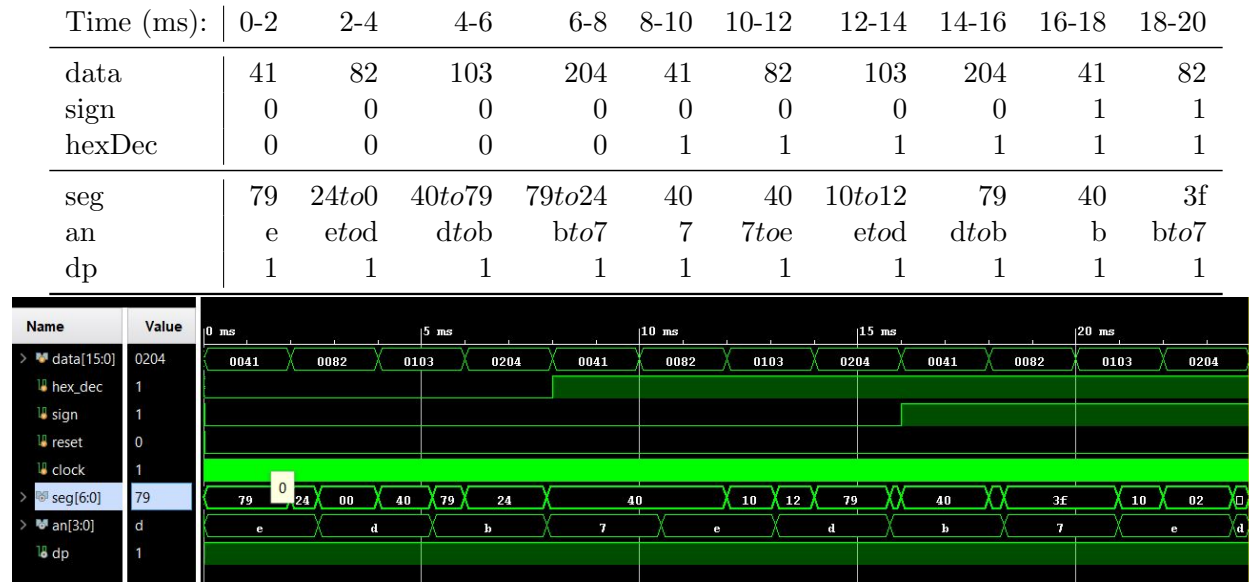 Time (ms): 0-2 2-4 4-6 6-8 8-10 10-12 12-14 14-16 16-18 18-20
data 41 82 103 204 41 82 103 204 41 82
sign 0 0 0 0 0 0 0 0 1 1
hexDec 0 0 0 0 1 1 1 1 1 1
seg 79 24to0 40to79 79to24 40 40 10to12 79 40 3f
an e etod dtob bto7 7 7toe etod dtob b bto7
dp 1 1 1 1 1 1 1 1 1 1
Name Value 0 ms 5 ms 10 ms 15 ms 20 ms
data[15:0] 0204 0041 0082 0103 0204 0041 0082 0103 0204 0041 0082 0103 0204
hex_dec 1
sign 1
reset 0
clock 1
seg[6:0] 79 79 0 24 00 40 79 24 40 10 12 79 40 3f 10 02
an[3:0] d e d b 7 e d b 7 e d
dp 1